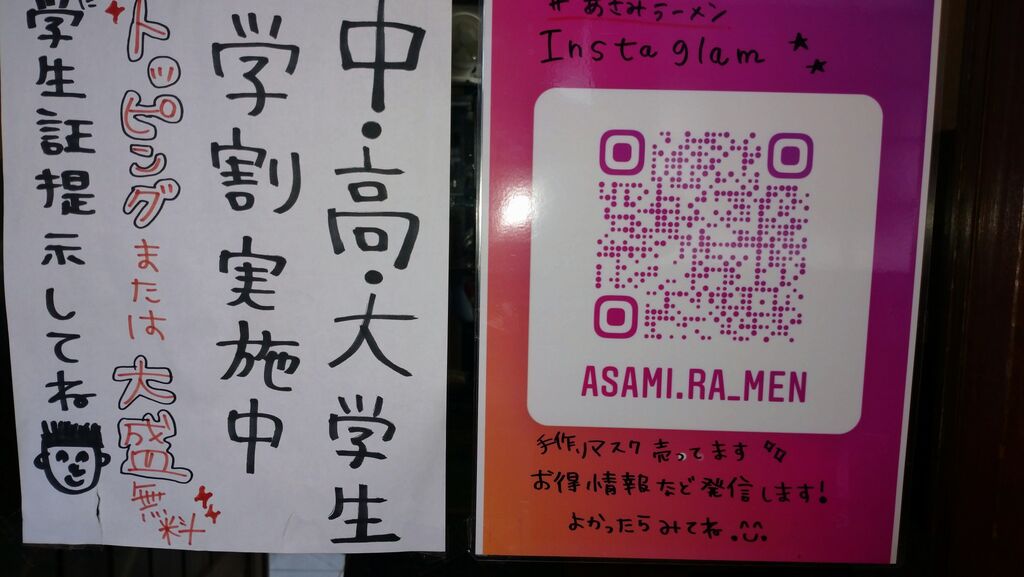 中・高・大学生
学割実施中
トッピングまたは大盛無料
学生証提示してね
#あさみラーメン
Instaglam
ASAMI.RA_MEN
手作りマスク売ってます
お得情報など発信します!
よかったらみてね